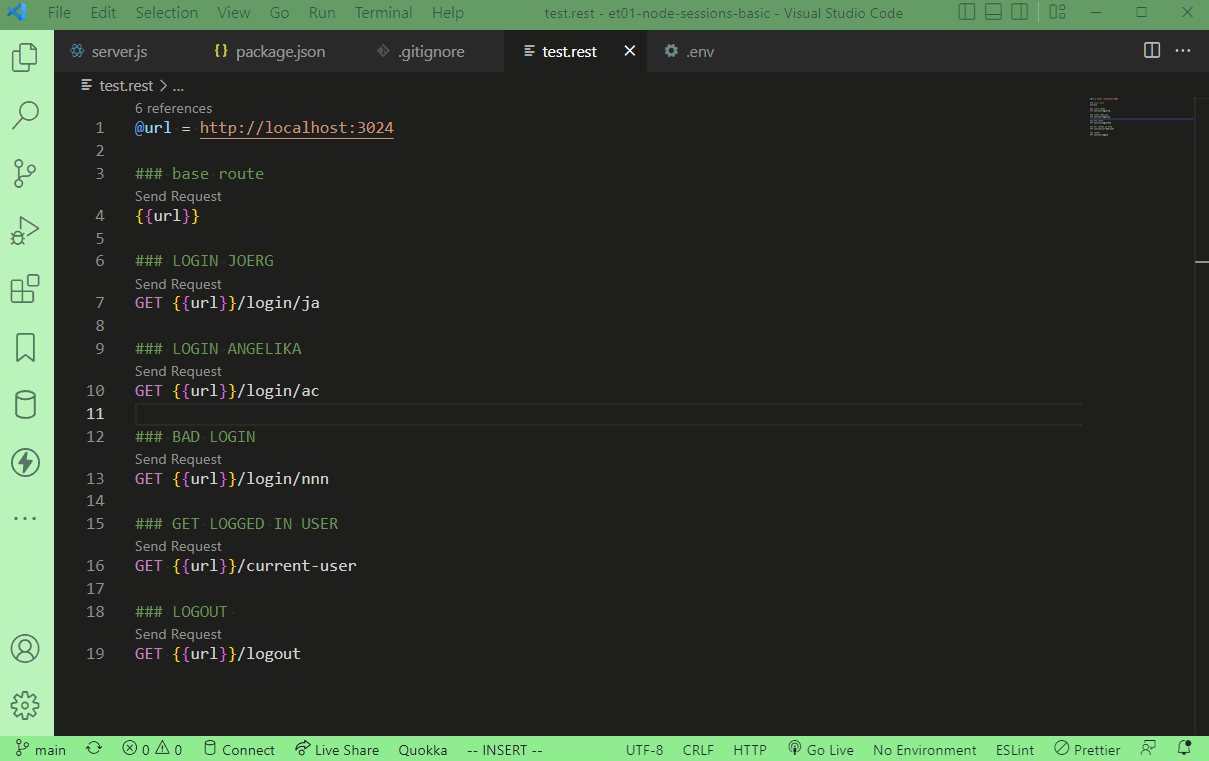 File Edit Selection View Go Run Terminal Help test.rest - et01-node-sessions-basic - Visual Studio Code
server.js {} package.json .gitignore test.rest × .env ...
test.rest > ...
6 references
1 @url = http://localhost:3024
2
3 ### base route
Send Request
4 {{url}}
5
6 ### LOGIN JOERG
Send Request
7 GET {{url}}/login/ja
8
9 ### LOGIN ANGELIKA
Send Request
10 GET {{url}}/login/ac
11
12 ### BAD LOGIN
Send Request
13 GET {{url}}/login/nnn
14
15 ### GET LOGGED IN USER
Send Request
16 GET {{url}}/current-user
17
18 ### LOGOUT
Send Request
19 GET {{url}}/logout
main 0 0 Connect Live Share Quokka -- INSERT -- UTF-8 CRLF HTTP Go Live No Environment ESLint Prettier